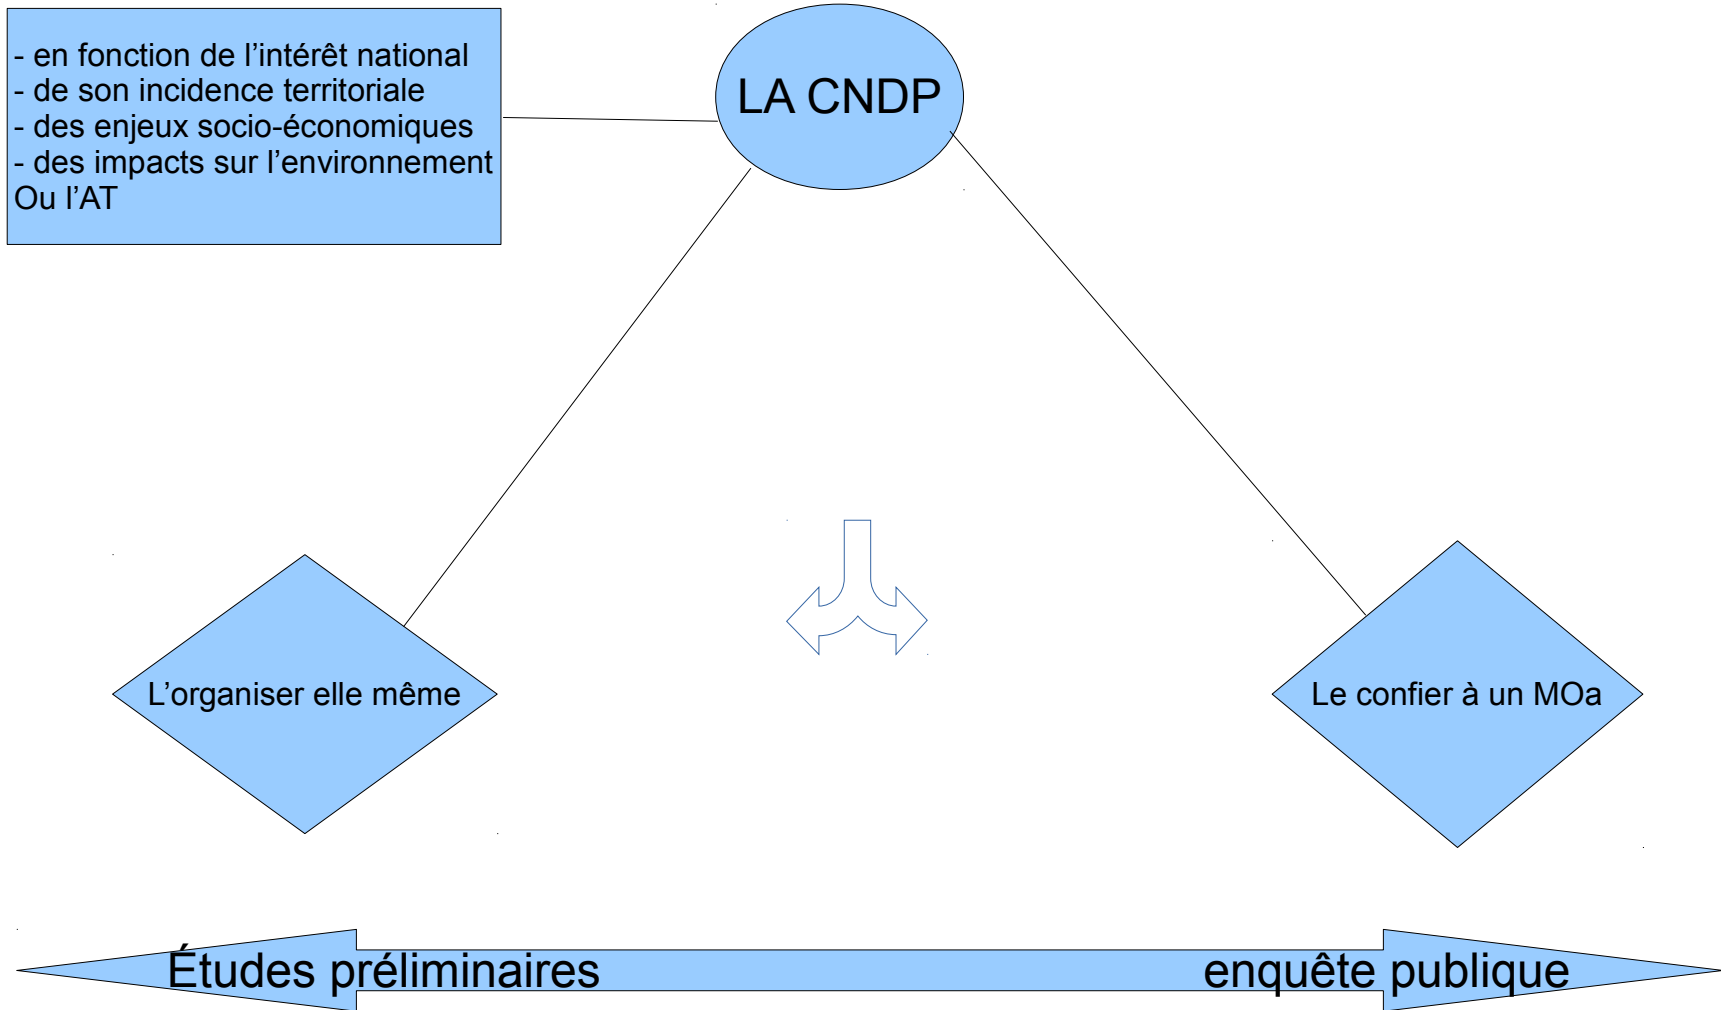 - en fonction de l’intérêt national
- de son incidence territoriale
- des enjeux socio-économiques
- des impacts sur l’environnement
Ou l’AT
LA CNDP
L’organiser elle même
Le confier à un MOa
Études préliminaires
enquête publique